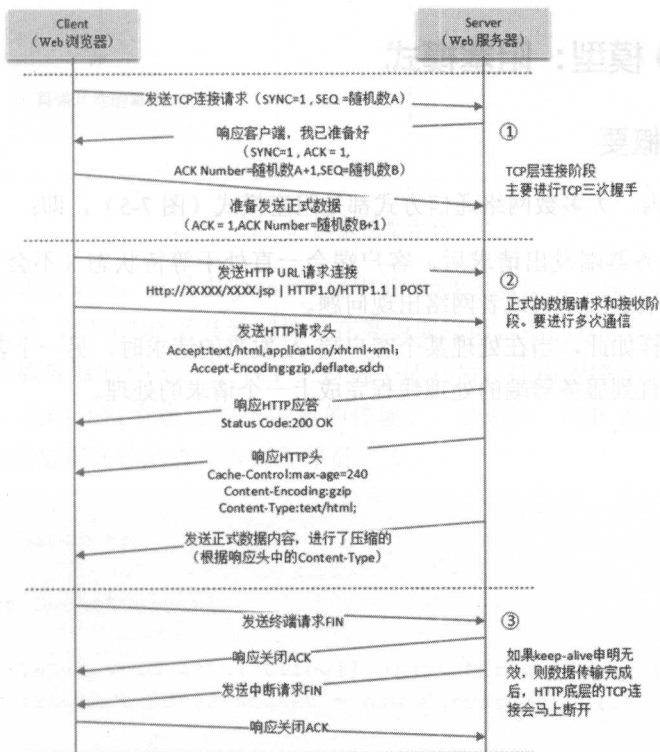 Client
（Web 浏览器）
Server
（Web 服务器）
发送TCP连接请求（SYNC=1 , SEQ =随机数A）
响应客户端，我已准备好
（SYNC=1 , ACK = 1,
ACK Number=随机数A+1,SEQ=随机数B）
准备发送正式数据
（ACK = 1,ACK Number=随机数B+1）
①
TCP层连接阶段
主要进行TCP三次握手
发送HTTP URL 请求连接
Http://XXXXX/XXXX.jsp | HTTP1.0/HTTP1.1 | POST
发送HTTP请求头
Accept:text/html,application/xhtml+xml;
Accept-Encoding:gzip,deflate,sdch
响应HTTP应答
Status Code:200 OK
响应HTTP头
Cache-Control:max-age=240
Content-Encoding:gzip
Content-Type:text/html;
发送正式数据内容，进行了压缩的
（根据响应头中的Content-Type）
②
正式的数据请求和接收阶
段、要进行多次通信
发送终端请求FIN
响应关闭ACK
发送中断请求FIN
响应关闭ACK
③
如果keep-alive申明无
效，则数据传输完成
后，HTTP底层的TCP连
接会马上断开